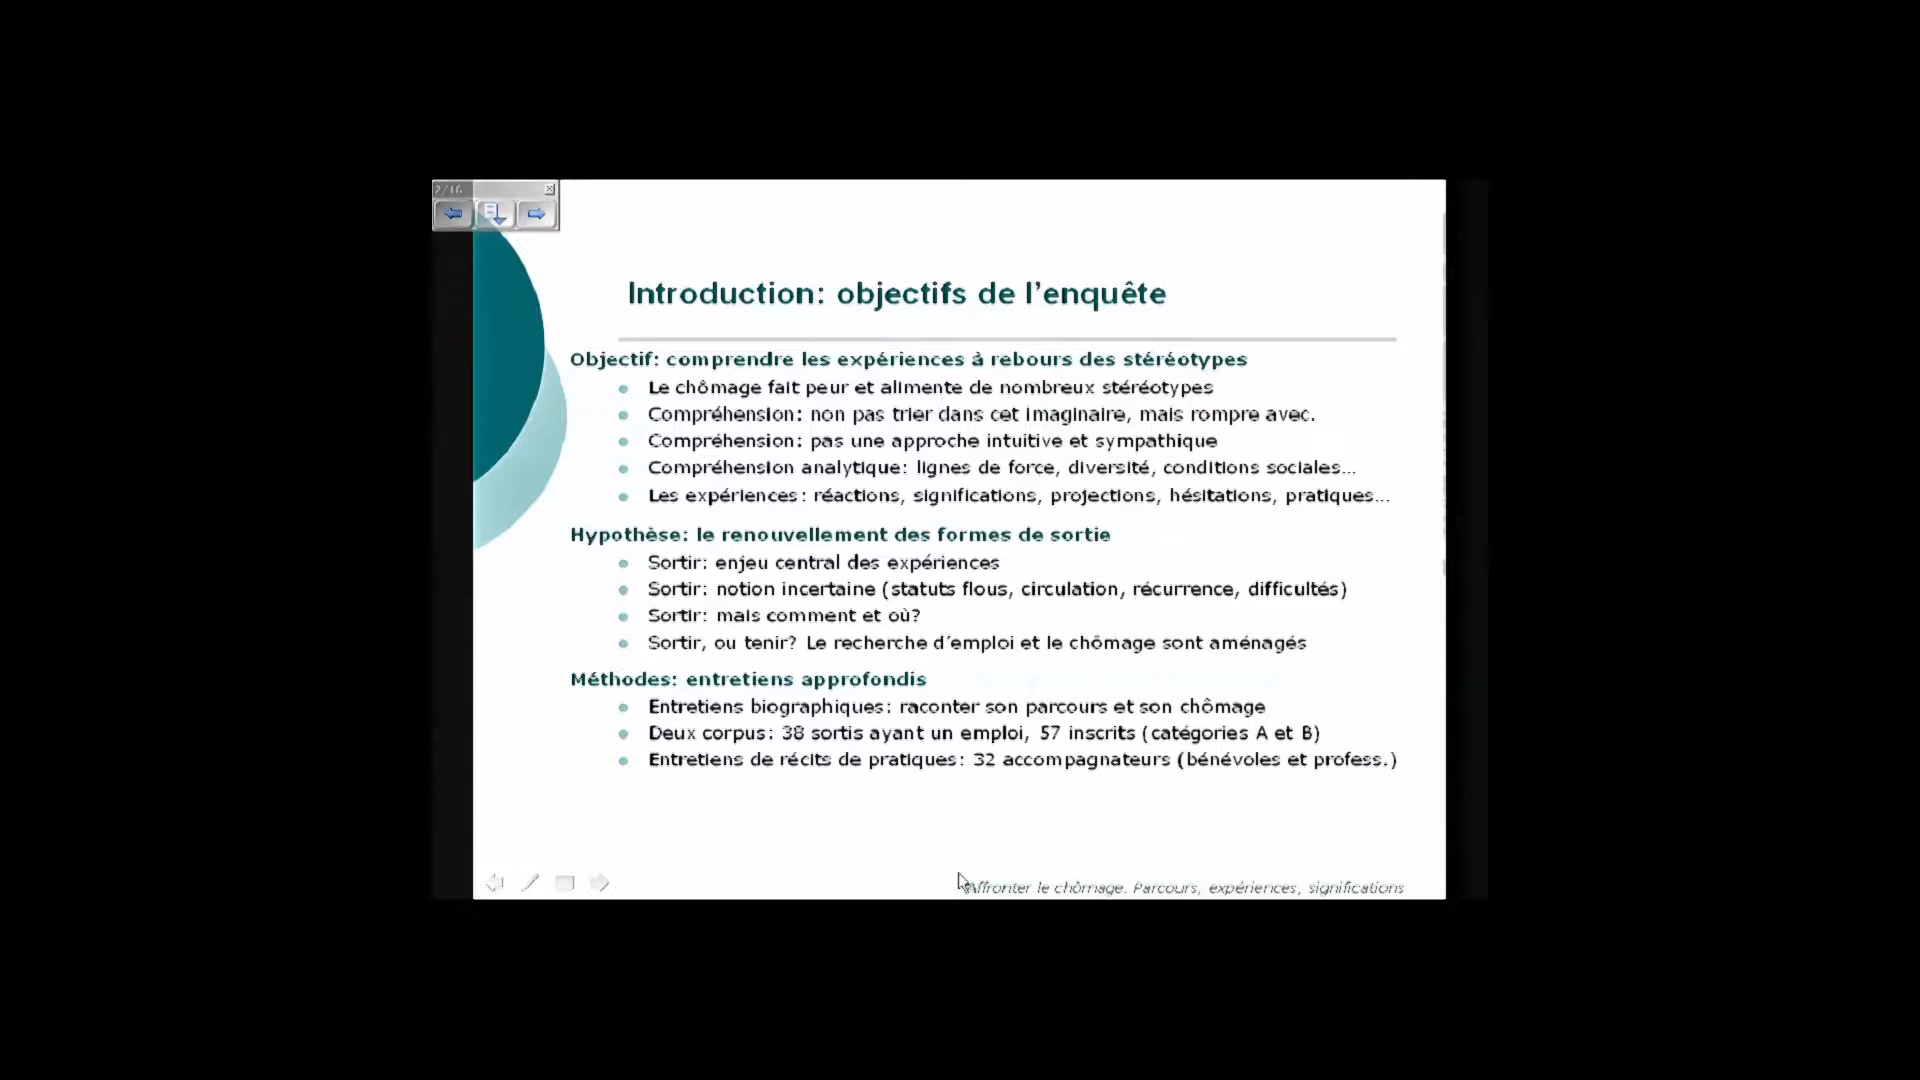 2/16
Introduction: objectifs de l'enquête
Objectif: comprendre les expériences à rebours des stéréotypes
Le chômage fait peur et alimente de nombreux stéréotypes
Compréhension: non pas trier dans cet imaginaire, mais rompre avec.
Compréhension: pas une approche intuitive et sympathique
Compréhension analytique: lignes de force, diversité, conditions sociales...
Les expériences: réactions, significations, projections, hésitations, pratiques...
Hypothèse: le renouvellement des formes de sortie
Sortir: enjeu central des expériences
Sortir: notion incertaine (statuts flous, circulation, récurrence, difficultés)
Sortir: mais comment et où?
Sortir, ou tenir? Le recherche d'emploi et le chômage sont aménagés
Méthodes: entretiens approfondis
Entretiens biographiques: raconter son parcours et son chômage
Deux corpus: 38 sortis ayant un emploi, 57 inscrits (catégories A et B)
Entretiens de récits de pratiques: 32 accompagnateurs (bénévoles et profess.)
Affronter le chômage. Parcours, expériences, significations